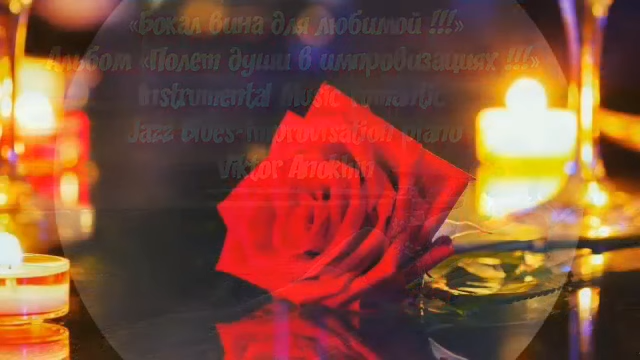 «Бокал вина для любимой !!!»
Альбом «Полет души в импровизациях !!!»
Instrumental Music romantic
Jazz-blues-improvisation piano
Viktor Anokhin